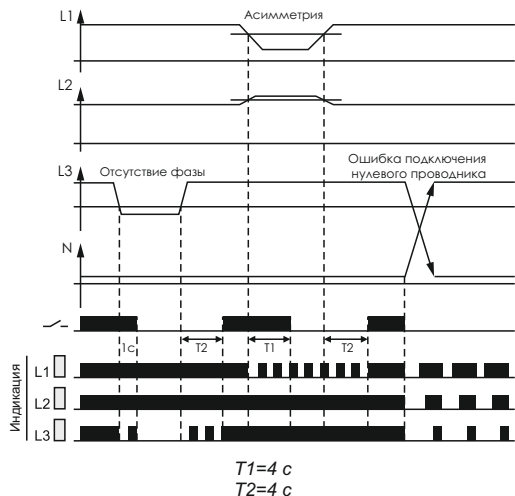 L1
Асимметрия
L2
L3
Отсутствие фазы
Ошибка подключения
нулевого проводника
N
1с
T2
T1
T2
Индикация
L1
L2
L3
T1=4 с
T2=4 с